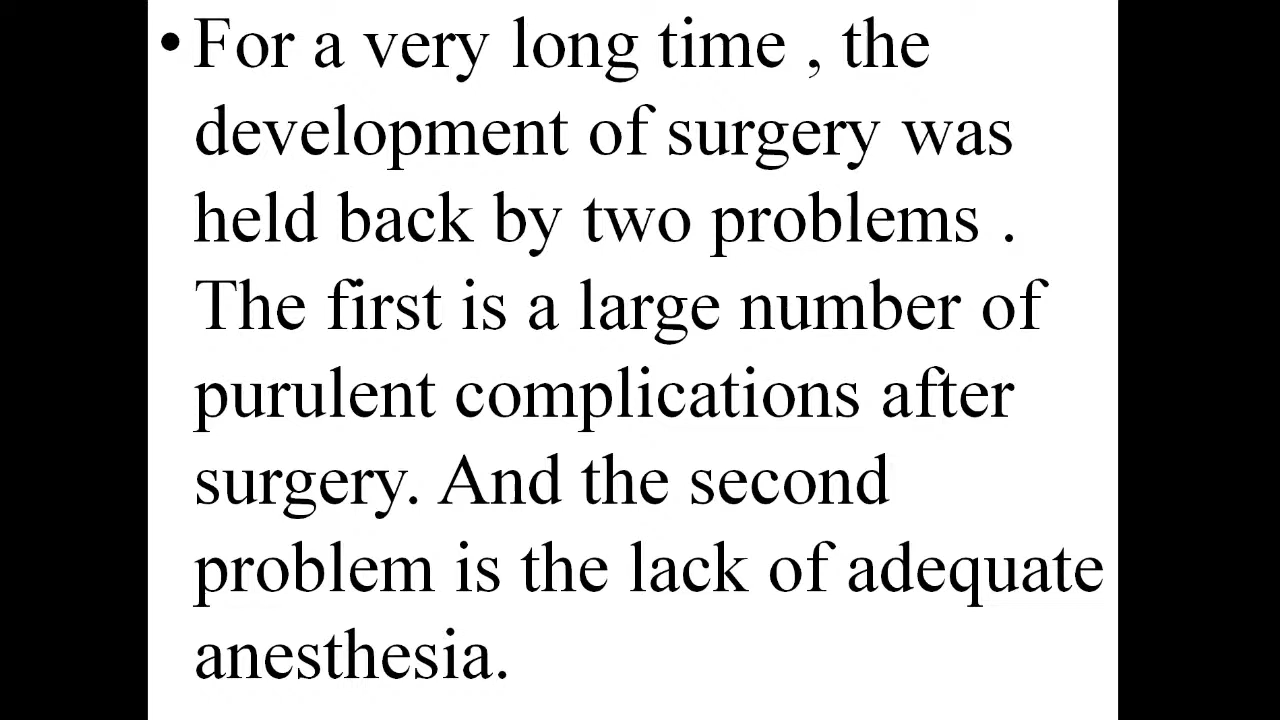 • For a very long time , the
development of surgery was
held back by two problems .
The first is a large number of
purulent complications after
surgery. And the second
problem is the lack of adequate
anesthesia.